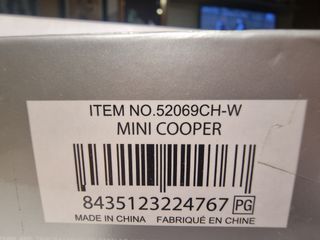 ITEM NO.52069CH-W
MINI COOPER
8435123224767 PG
MADE IN CHINA FABRIQUÉ EN CHINE